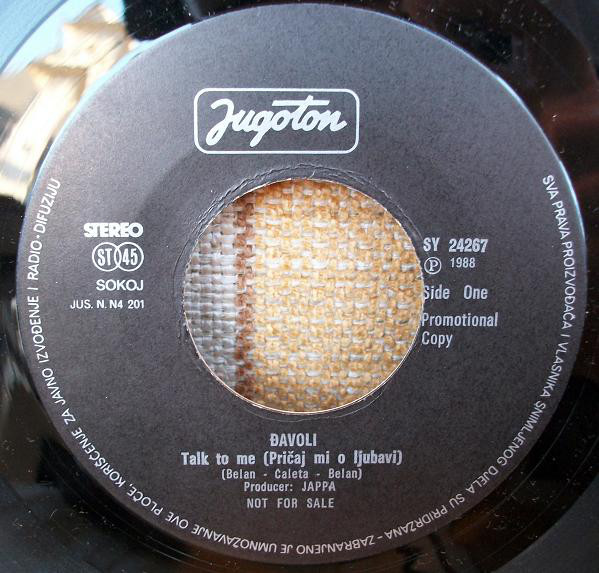 Jugoton
STEREO
ST 45
SOKOJ
JUS. N. N4 201
SY 24267
Ⓟ 1988
Side One
Promotional
Copy
ĐAVOLI
Talk to me (Pričaj mi o ljubavi)
(Belan - Čaleta - Belan)
Producer: JAPPA
NOT FOR SALE
SVA PRAVA PROIZVOĐAČA I VLASNIKA SNIMLJENOG DJELA SU PRIDRŽANA - ZABRANJENO JE UMNOŽAVANJE OVE PLOČE, KORIŠĆENJE ZA JAVNO IZVOĐENJE I RADIO-DIFUZIJU